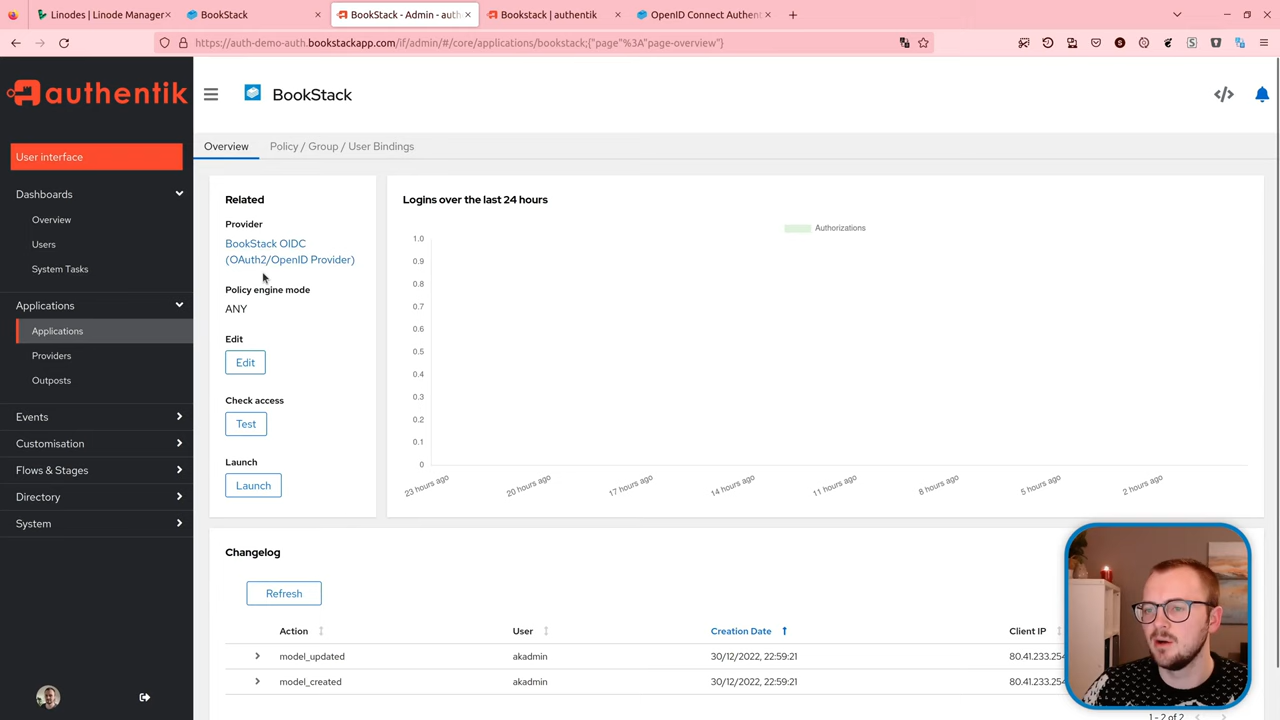 Linodes | Linode Manager
BookStack
BookStack - Admin - auth
Bookstack | authentik
OpenID Connect Authent
https://auth-demo-auth.bookstackapp.com/if/admin/#/core/applications/bookstack;{"page"%3A"page-overview"}
authentik
BookStack
User interface
Overview
Policy / Group / User Bindings
Dashboards
Overview
Users
System Tasks
Applications
Applications
Providers
Outposts
Events
Customisation
Flows & Stages
Directory
System
Related
Provider
BookStack OIDC
(OAuth2/OpenID Provider)
Policy engine mode
ANY
Edit
Edit
Check access
Test
Launch
Launch
Logins over the last 24 hours
Authorizations
1.0
0.9
0.8
0.7
0.6
0.5
0.4
0.3
0.2
0.1
0
23 hours ago
20 hours ago
17 hours ago
14 hours ago
11 hours ago
8 hours ago
5 hours ago
2 hours ago
Changelog
Refresh
Action
User
Creation Date
Client IP
model_updated
akadmin
30/12/2022, 22:59:21
80.41.233.254
model_created
akadmin
30/12/2022, 22:59:21
80.41.233.254
1 - 2 of 2